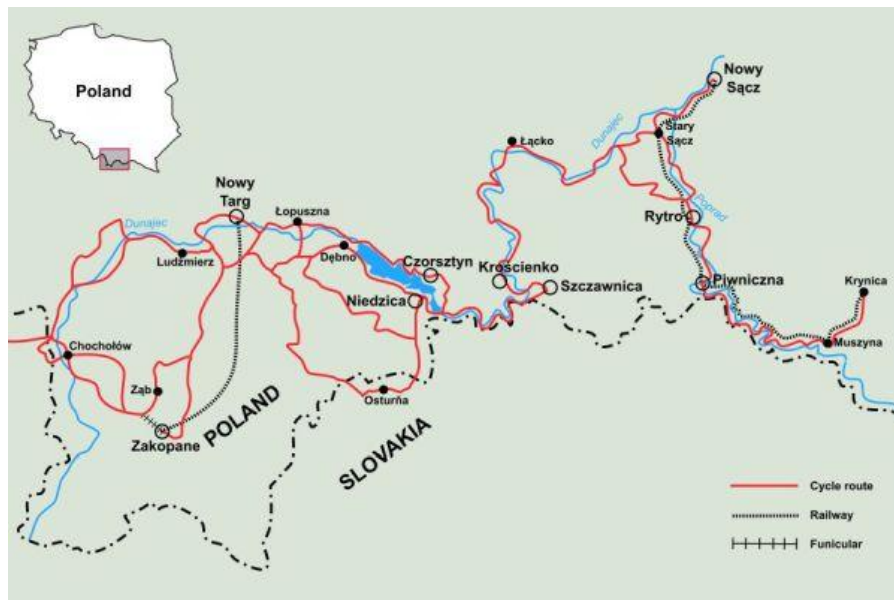 Poland
Nowy
Sącz
Dunajec
Łącko
Stary
Sącz
Nowy
Targ
Łopuszna
Rytro
Poprad
Dunajec
Ludźmierz
Dębno
Czorsztyn
Krościenko
Szczawnica
Piwniczna
Krynica
Niedzica
Chochołów
Muszyna
Ząb
Osturňa
Zakopane
POLAND
SLOVAKIA
Cycle route
Railway
Funicular